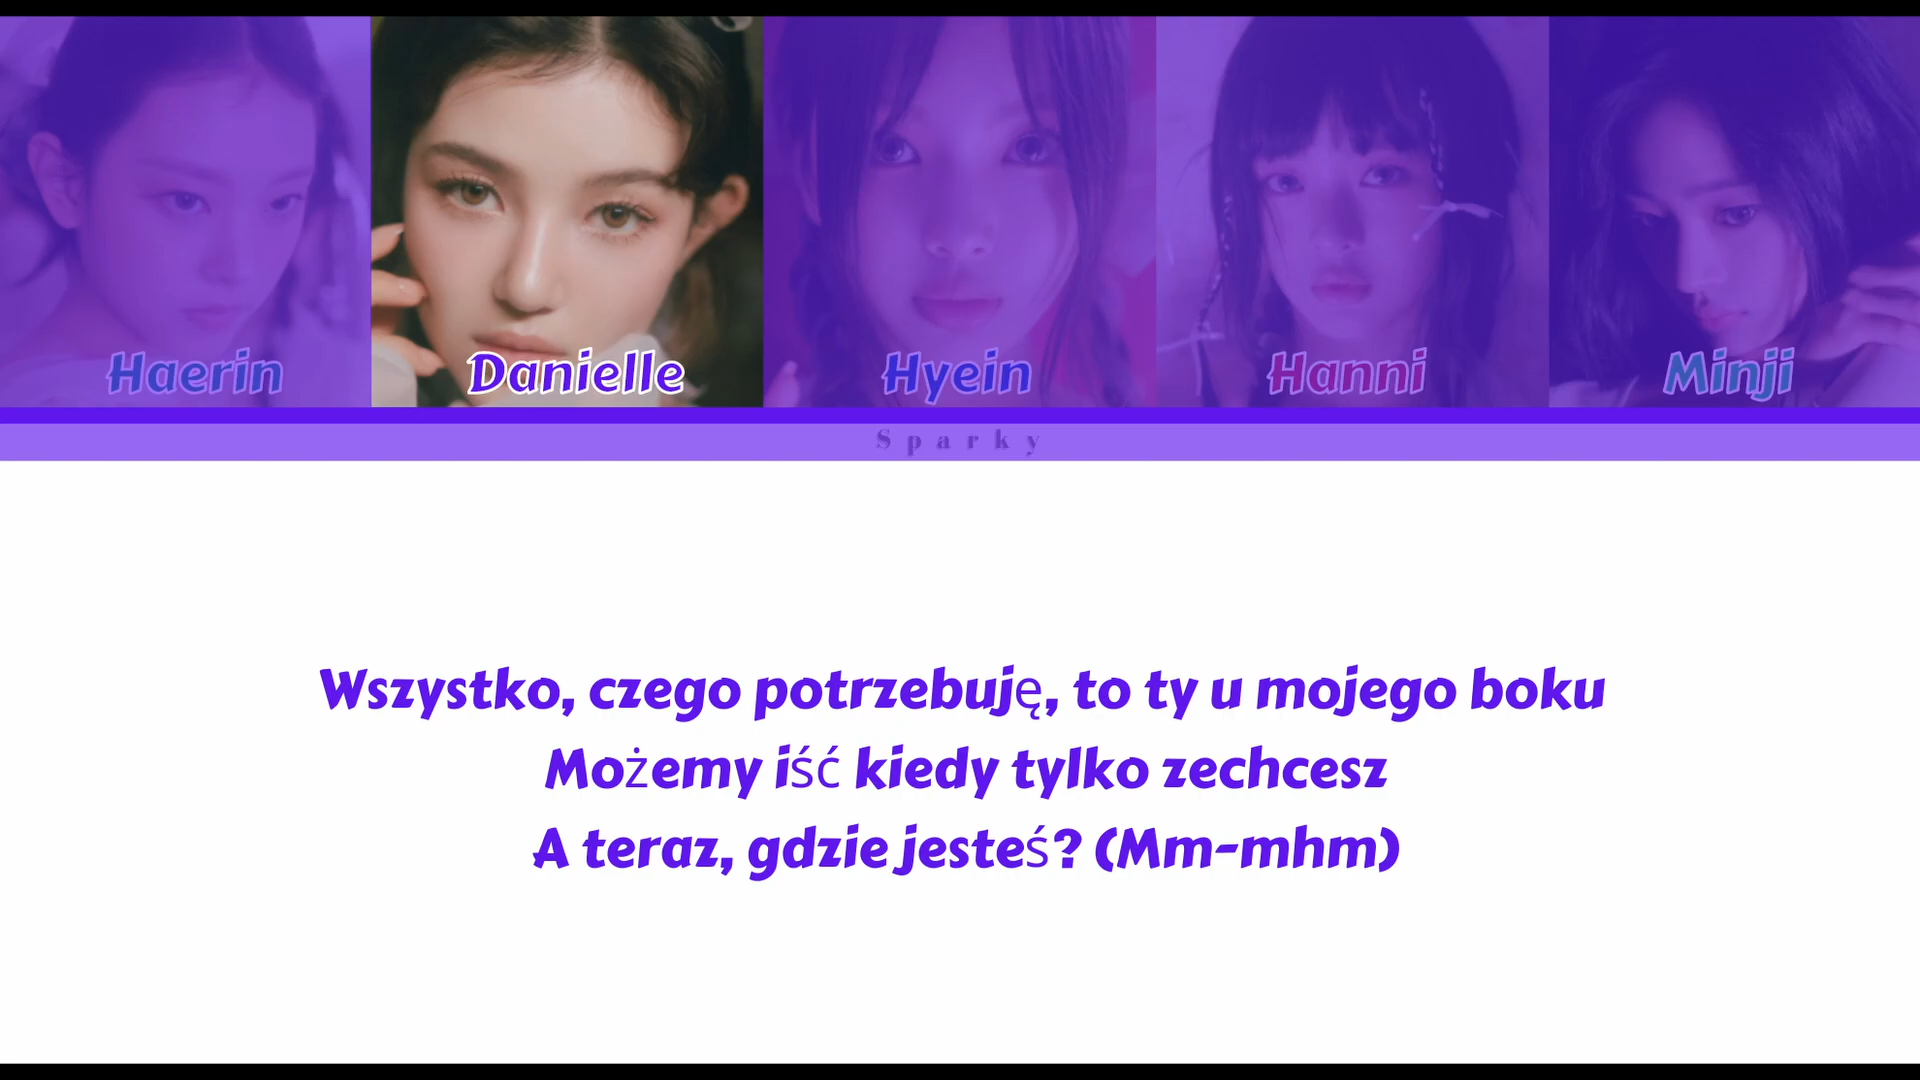 Haerin Danielle Hyein Hanni Minji
Sparky
Wszystko, czego potrzebuję, to ty u mojego boku
Możemy iść kiedy tylko zechcesz
A teraz, gdzie jesteś? (Mm-mhm)